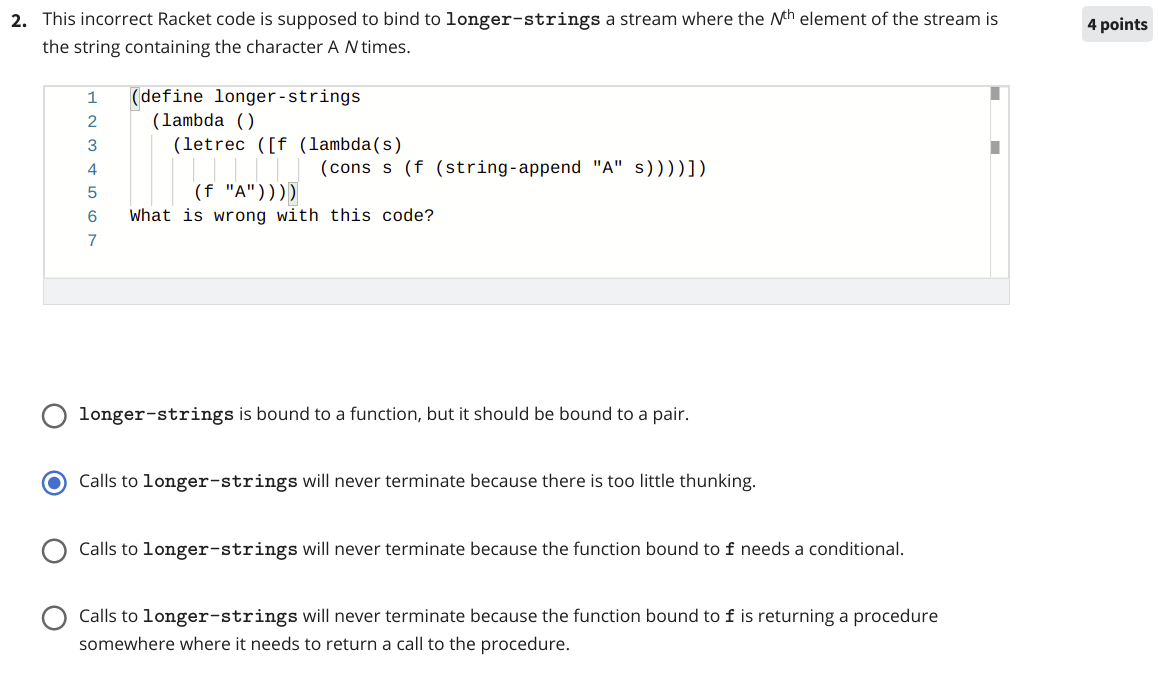 2. This incorrect Racket code is supposed to bind to longer-strings a stream where the Nth element of the stream is
the string containing the character A N times.
4 points
1 (define longer-strings
2 (lambda ()
3 (letrec ([f (lambda(s)
4 (cons s (f (string-append "A" s))))])
5 (f "A"))))
6 What is wrong with this code?
7
longer-strings is bound to a function, but it should be bound to a pair.
Calls to longer-strings will never terminate because there is too little thunking.
Calls to longer-strings will never terminate because the function bound to f needs a conditional.
Calls to longer-strings will never terminate because the function bound to f is returning a procedure
somewhere where it needs to return a call to the procedure.